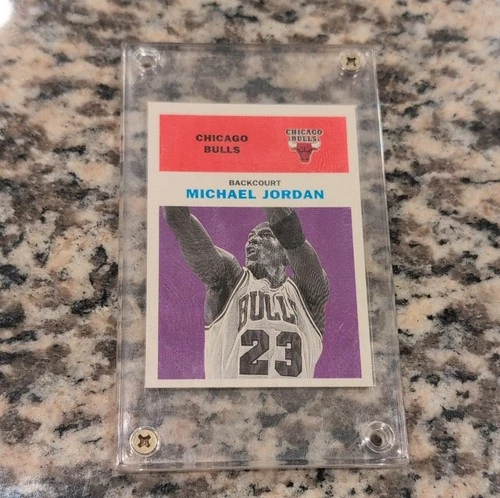 CHICAGO
BULLS
CHICAGO
BULLS
BACKCOURT
MICHAEL JORDAN
BULLS
23